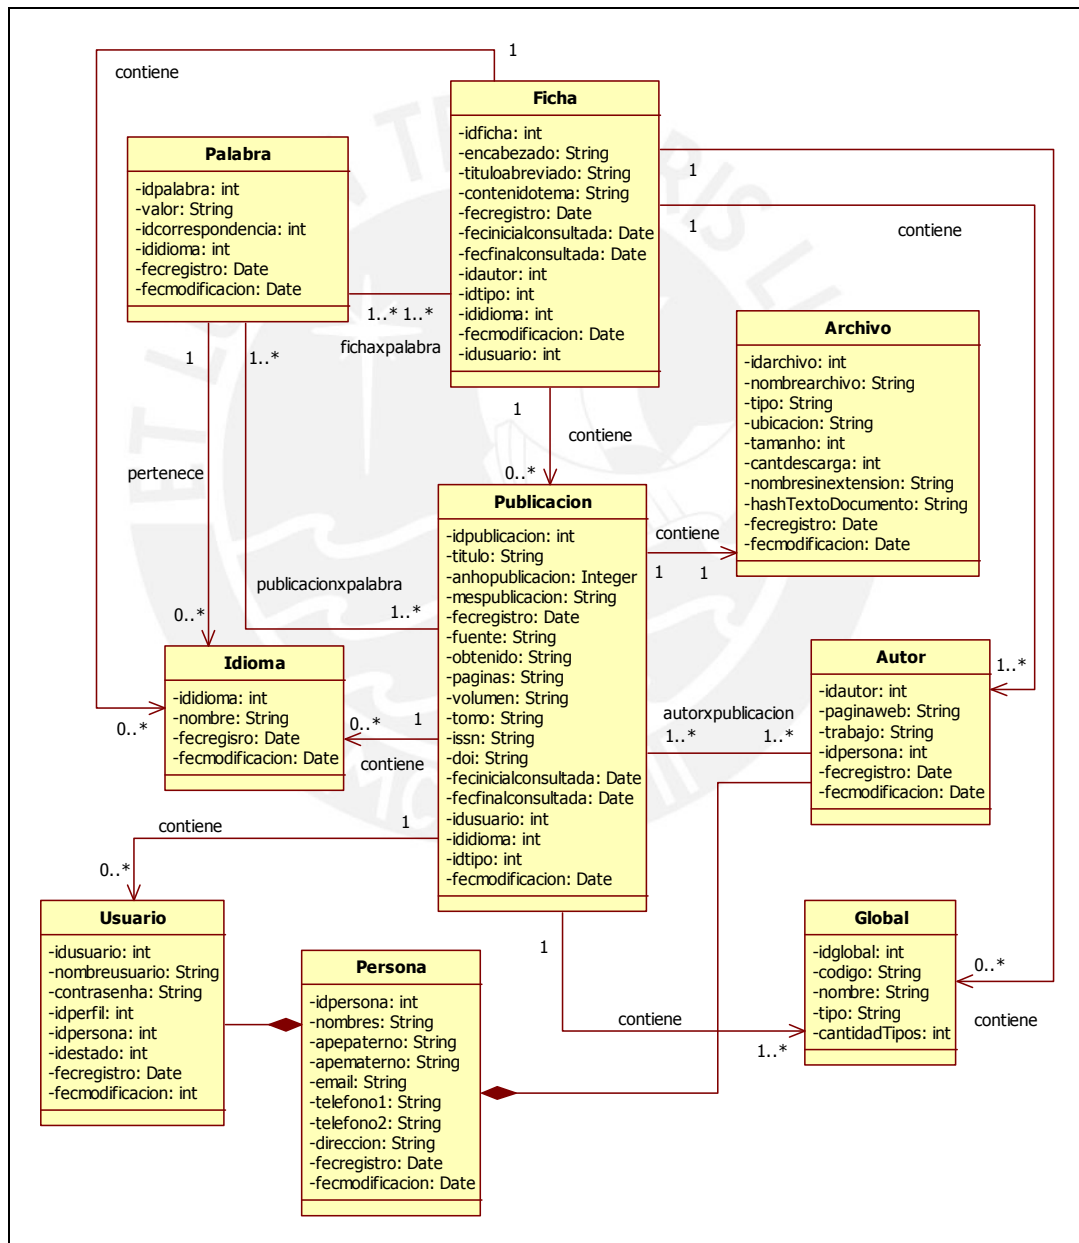 1
contiene
Ficha
-idficha: int
-encabezado: String
-tituloabreviado: String
-contenidotema: String
-fecregistro: Date
-fecinicialconsultada: Date
-fecfinalconsultada: Date
-idautor: int
-idtipo: int
-ididioma: int
-fecmodificacion: Date
-idusuario: int
Palabra
-idpalabra: int
-valor: String
-idcorrespondencia: int
-ididioma: int
-fecregistro: Date
-fecmodificacion: Date
1
1
contiene
1..* 1..*
fichaxpalabra
1
1..*
Archivo
-idarchivo: int
-nombrearchivo: String
-tipo: String
-ubicacion: String
-tamanho: int
-cantdescarga: int
-nombresinextension: String
-hashTextoDocumento: String
-fecregistro: Date
-fecmodificacion: Date
1
contiene
0..*
pertenece
Publicacion
-idpublicacion: int
-titulo: String
-anhopublicacion: Integer
-mespublicacion: String
-fecregistro: Date
-fuente: String
-obtenido: String
-paginas: String
-volumen: String
-tomo: String
-issn: String
-doi: String
-fecinicialconsultada: Date
-fecfinalconsultada: Date
-idusuario: int
-ididioma: int
-idtipo: int
-fecmodificacion: Date
contiene
1
1
publicacionxpalabra
1..*
0..*
Idioma
-ididioma: int
-nombre: String
-fecregisro: Date
-fecmodificacion: Date
0..*
0..*
1
contiene
Autor
-idautor: int
-paginaweb: String
-trabajo: String
-idpersona: int
-fecregistro: Date
-fecmodificacion: Date
1..*
autorxpublicacion
1..*
1..*
contiene
1
0..*
Usuario
-idusuario: int
-nombreusuario: String
-contrasenha: String
-idperfil: int
-idpersona: int
-idestado: int
-fecregistro: Date
-fecmodificacion: int
Persona
-idpersona: int
-nombres: String
-apepaterno: String
-apematerno: String
-email: String
-telefono1: String
-telefono2: String
-direccion: String
-fecregistro: Date
-fecmodificacion: Date
1
contiene
1..*
Global
-idglobal: int
-codigo: String
-nombre: String
-tipo: String
-cantidadTipos: int
0..*
contiene